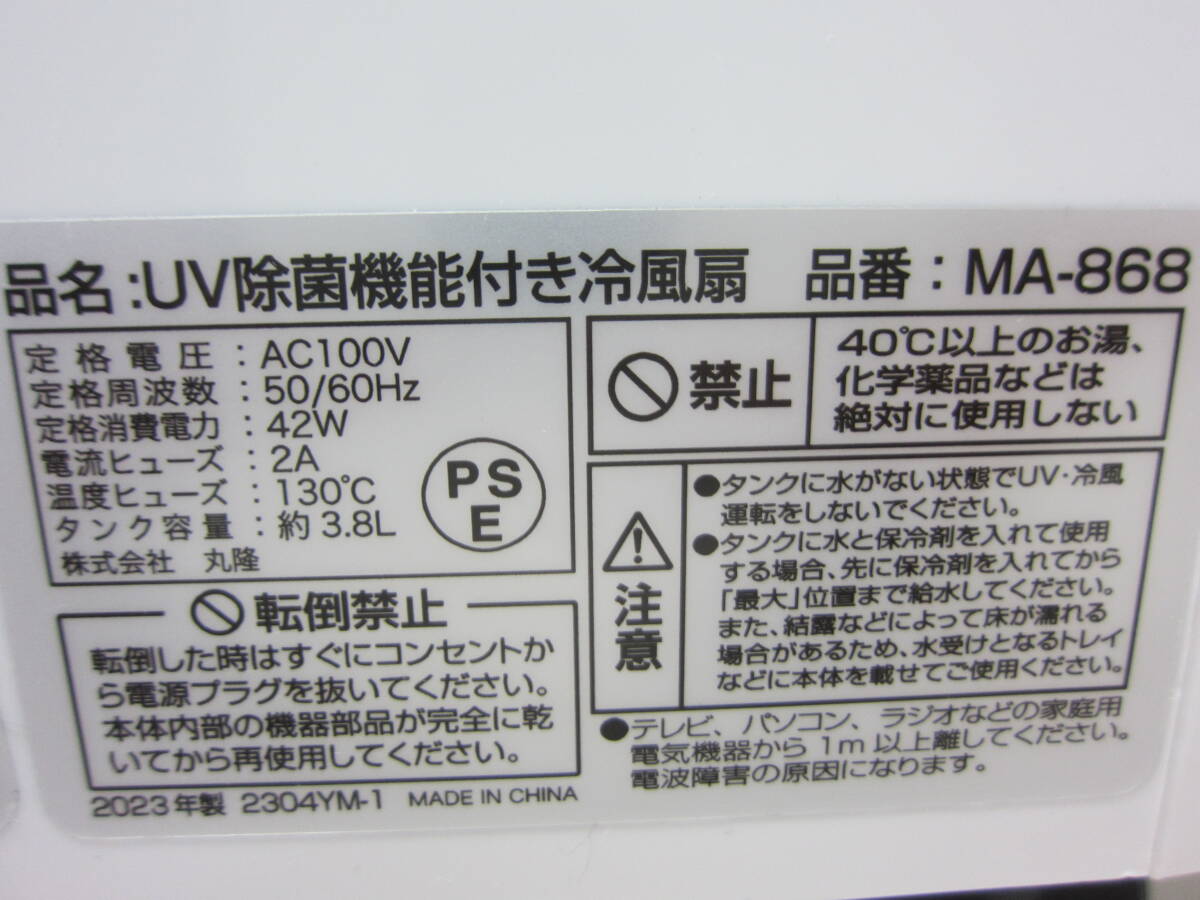 品名:UV除菌機能付き冷風扇 品番:MA-868
定格電圧:AC100V
定格周波数:50/60Hz
定格消費電力:42W
電流ヒューズ:2A
温度ヒューズ:130℃
タンク容量:約3.8L
株式会社 丸隆
PS
E
転倒禁止
転倒した時はすぐにコンセントか
ら電源プラグを抜いてください。
本体内部の機器部品が完全に乾
いてから再使用してください。
2023年製 2304YM-1 MADE IN CHINA
禁止
40℃以上のお湯、
化学薬品などは
絶対に使用しない
注意
●タンクに水がない状態でUV・冷風
運転をしないでください。
●タンクに水と保冷剤を入れて使用
する場合、先に保冷剤を入れてから
「最大」位置まで給水してください。
また、結露などによって床が濡れる
場合があるため、水受けとなるトレイ
などに本体を載せてご使用ください。
●テレビ、パソコン、ラジオなどの家庭用
電気機器から1m以上離してください。
電波障害の原因になります。